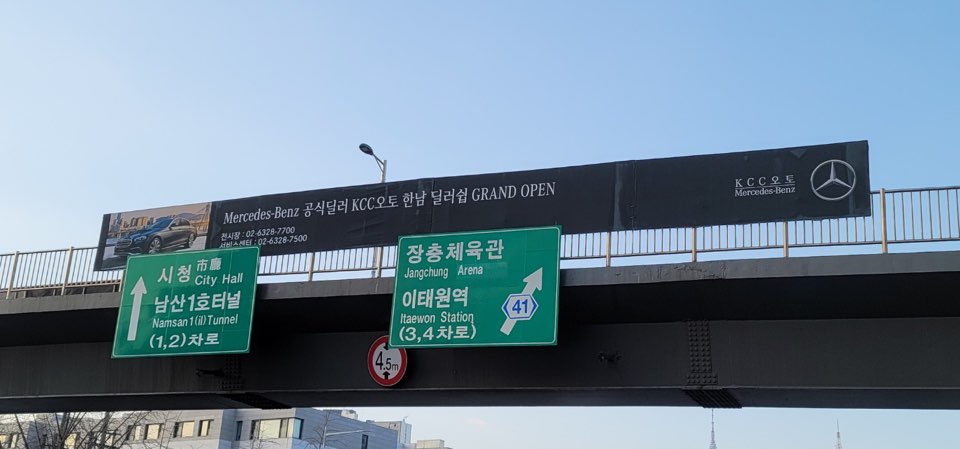 Mercedes-Benz 공식딜러 KCC오토 한남 딜러쉽 GRAND OPEN
전시장 : 02-6328-7700
서비스센터 : 02-6328-7500
KCC오토
Mercedes-Benz
시청 市廳
City Hall
남산1호터널
Namsan1(il)Tunnel
(1,2)차로
장충체육관
Jangchung Arena
이태원역
Itaewon Station
(3,4차로)
41
4.5m